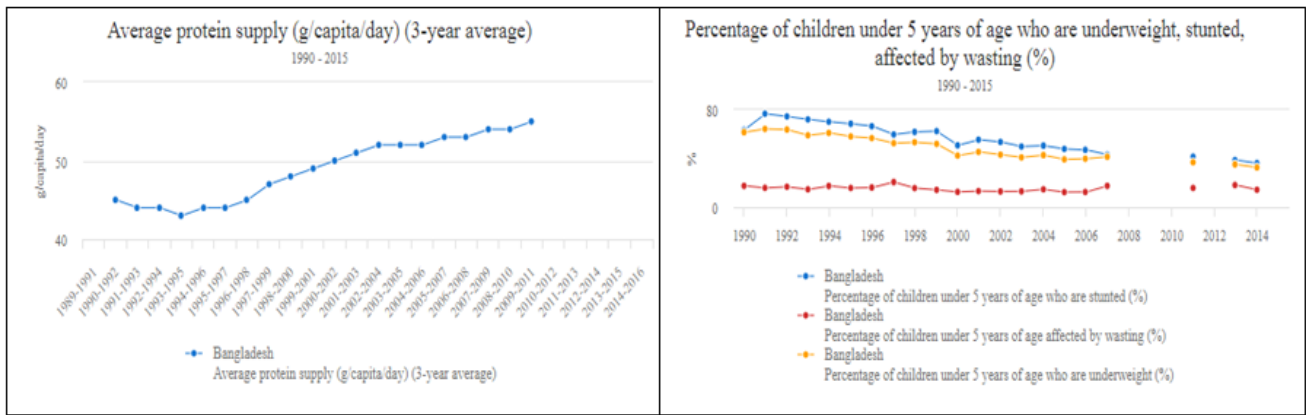 Average protein supply (g/capita/day) (3-year average)
1990 - 2015
60
50
40
g/capita/day
1989-1991
1990-1992
1991-1993
1992-1994
1993-1995
1994-1996
1995-1997
1996-1998
1997-1999
1998-2000
1999-2001
2000-2002
2001-2003
2002-2004
2003-2005
2004-2006
2005-2007
2006-2008
2007-2009
2008-2010
2009-2011
2010-2012
2011-2013
2012-2014
2013-2015
2014-2016
Bangladesh
Average protein supply (g/capita/day) (3-year average)
Percentage of children under 5 years of age who are underweight, stunted,
affected by wasting (%)
1990 - 2015
80
%
0
1990 1992 1994 1996 1998 2000 2002 2004 2006 2008 2010 2012 2014
Bangladesh
Percentage of children under 5 years of age who are stunted (%)
Bangladesh
Percentage of children under 5 years of age affected by wasting (%)
Bangladesh
Percentage of children under 5 years of age who are underweight (%)